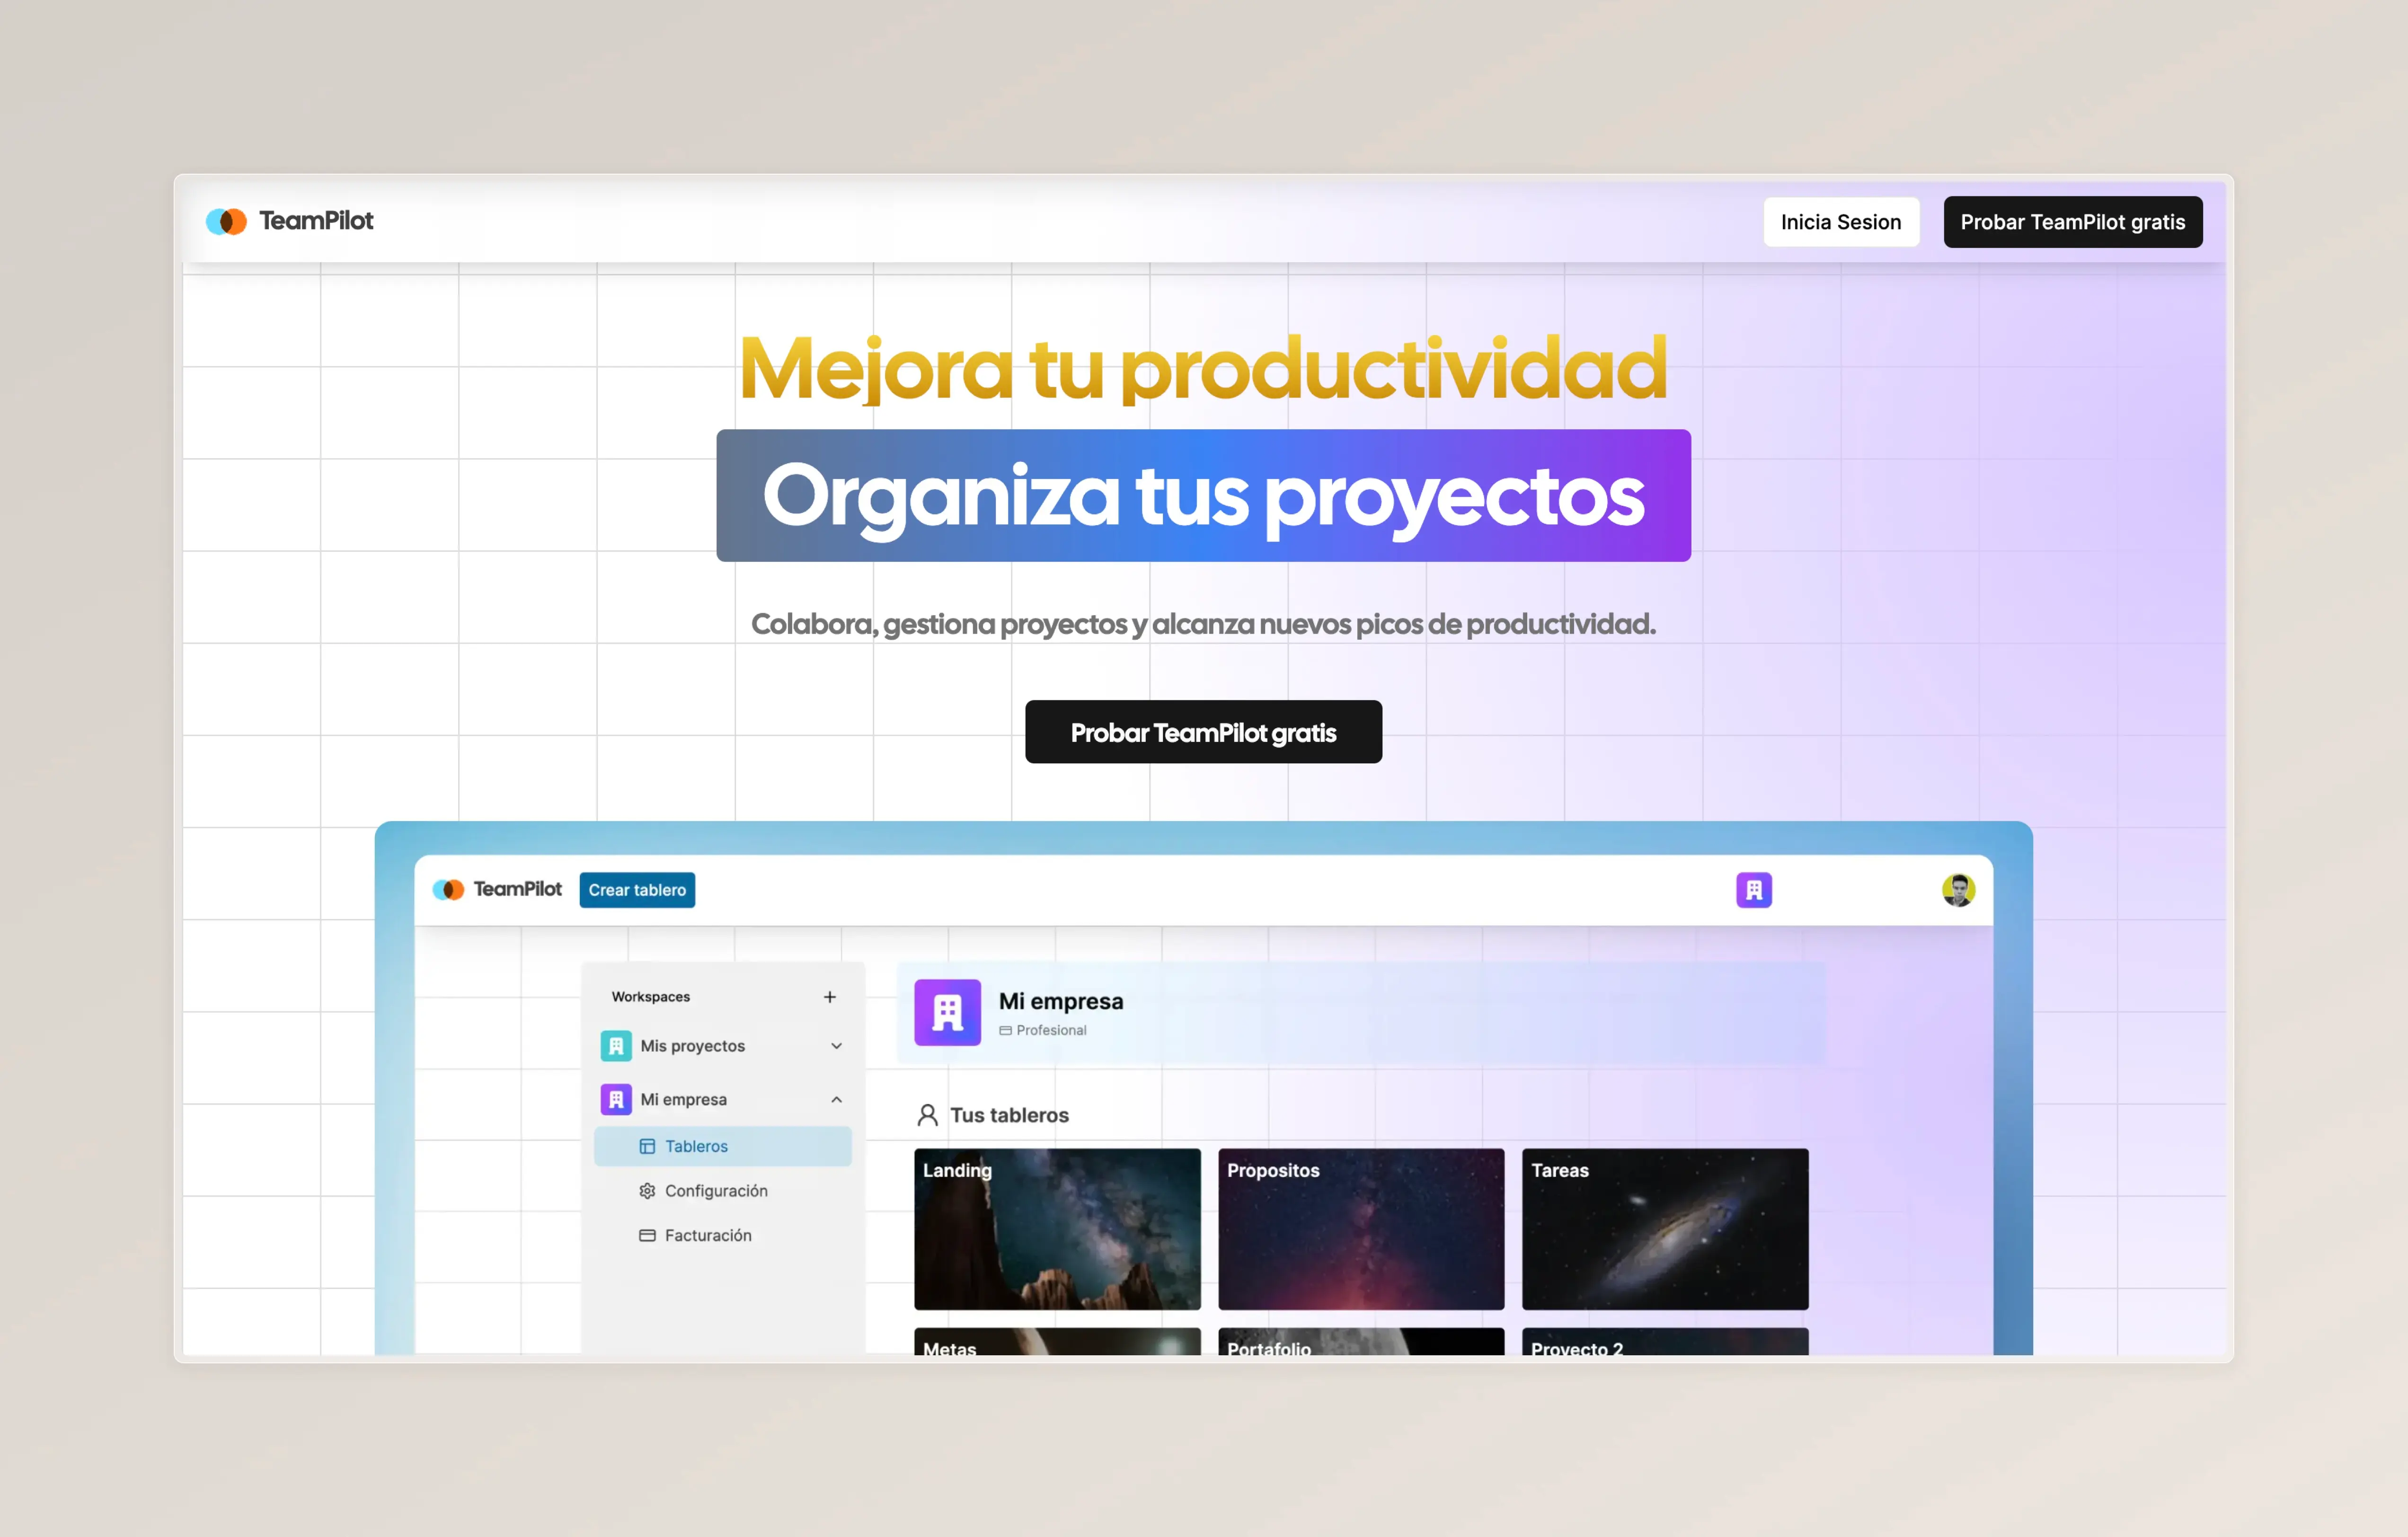 TeamPilot
Inicia Sesion
Probar TeamPilot gratis
Mejora tu productividad
Organiza tus proyectos
Colabora, gestiona proyectos y alcanza nuevos picos de productividad.
Probar TeamPilot gratis
TeamPilot
Crear tablero
Workspaces
Mis proyectos
Mi empresa
Tableros
Configuración
Facturación
Mi empresa
Profesional
Tus tableros
Landing
Propositos
Tareas
Metas
Portafolio
Proyecto 2